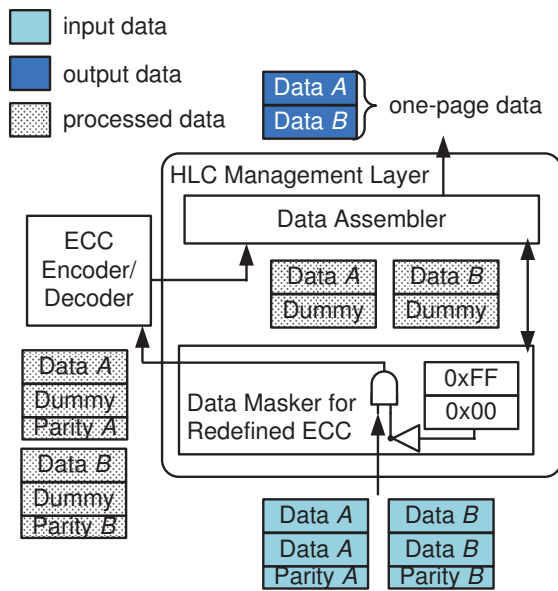 input data
output data
processed data
Data A
Data B
one-page data
HLC Management Layer
Data Assembler
ECC
Encoder/
Decoder
Data A
Dummy
Data B
Dummy
Data A
Dummy
Parity A
Data B
Dummy
Parity B
Data Masker for
Redefined ECC
0xFF
0x00
Data A
Data A
Parity A
Data B
Data B
Parity B